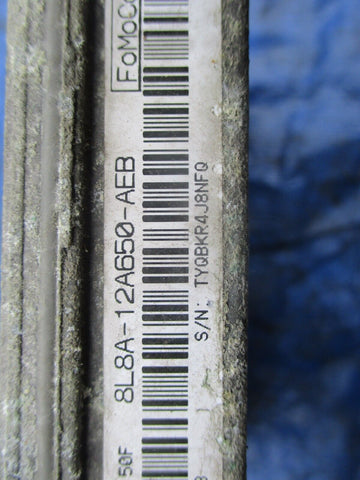 FoMoCo
8L8A-12A650-AEB
S/N: TYQBKR4J8NFQ
50F